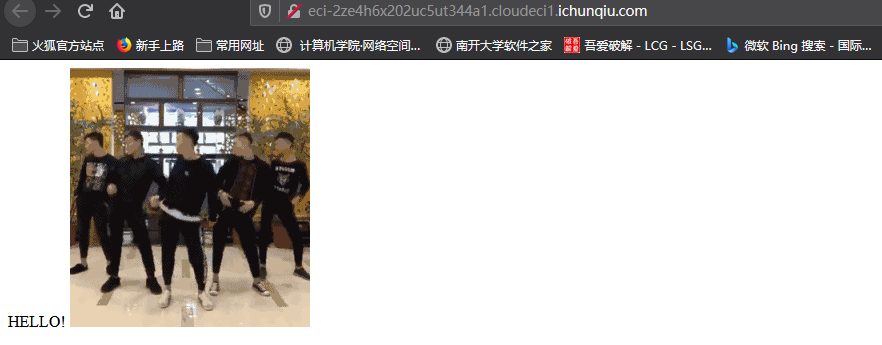 eci-2ze4h6x202uc5ut344a1.cloudeci1.ichunqiu.com
火狐官方站点 新手上路 常用网址 计算机学院·网络空间... 南开大学软件之家 吾爱破解 - LCG - LSG... 微软 Bing 搜索 - 国际...
HELLO!